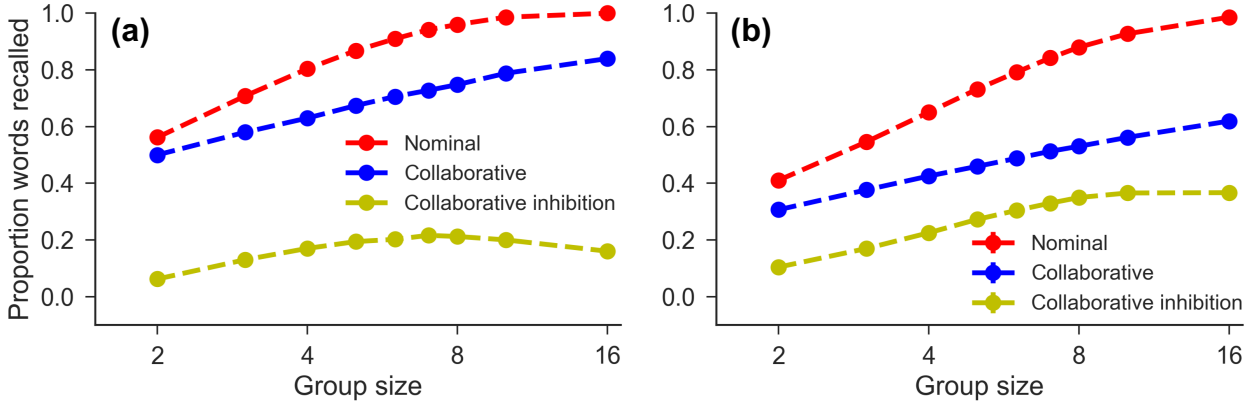 (a)
Proportion words recalled
1.0
0.8
0.6
0.4
0.2
0.0
Nominal
Collaborative
Collaborative inhibition
2 4 8 16
Group size
(b)
1.0
0.8
0.6
0.4
0.2
0.0
Nominal
Collaborative
Collaborative inhibition
2 4 8 16
Group size